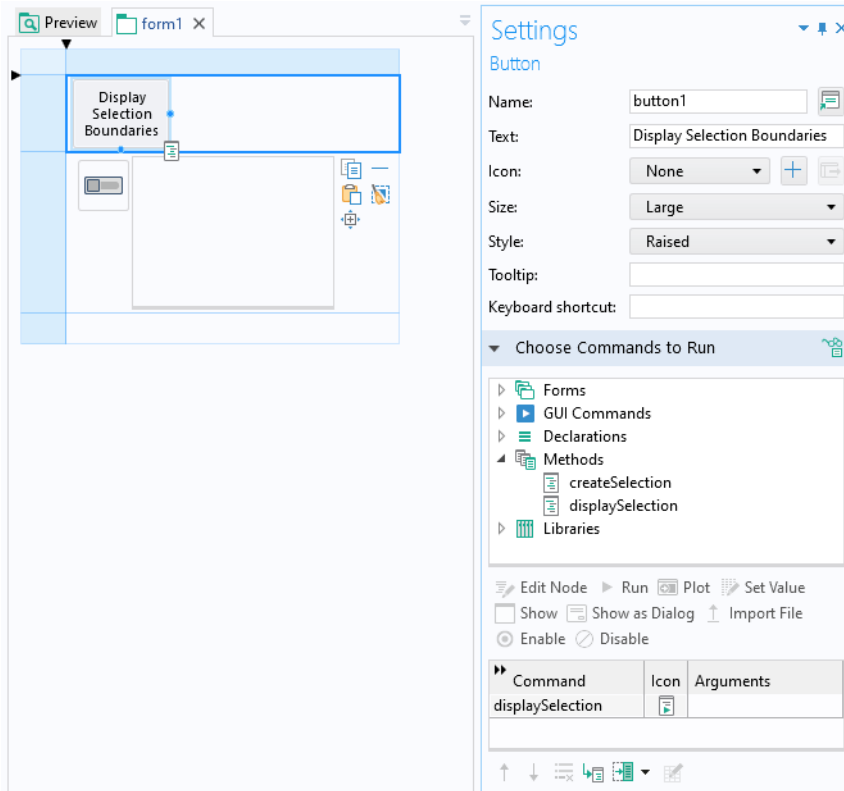 Preview
form1
Display
Selection
Boundaries
Settings
Button
Name: button1
Text: Display Selection Boundaries
Icon: None
Size: Large
Style: Raised
Tooltip:
Keyboard shortcut:
Choose Commands to Run
Forms
GUI Commands
Declarations
Methods
createSelection
displaySelection
Libraries
Edit Node Run Plot Set Value
Show Show as Dialog Import File
Enable Disable
Command Icon Arguments
displaySelection